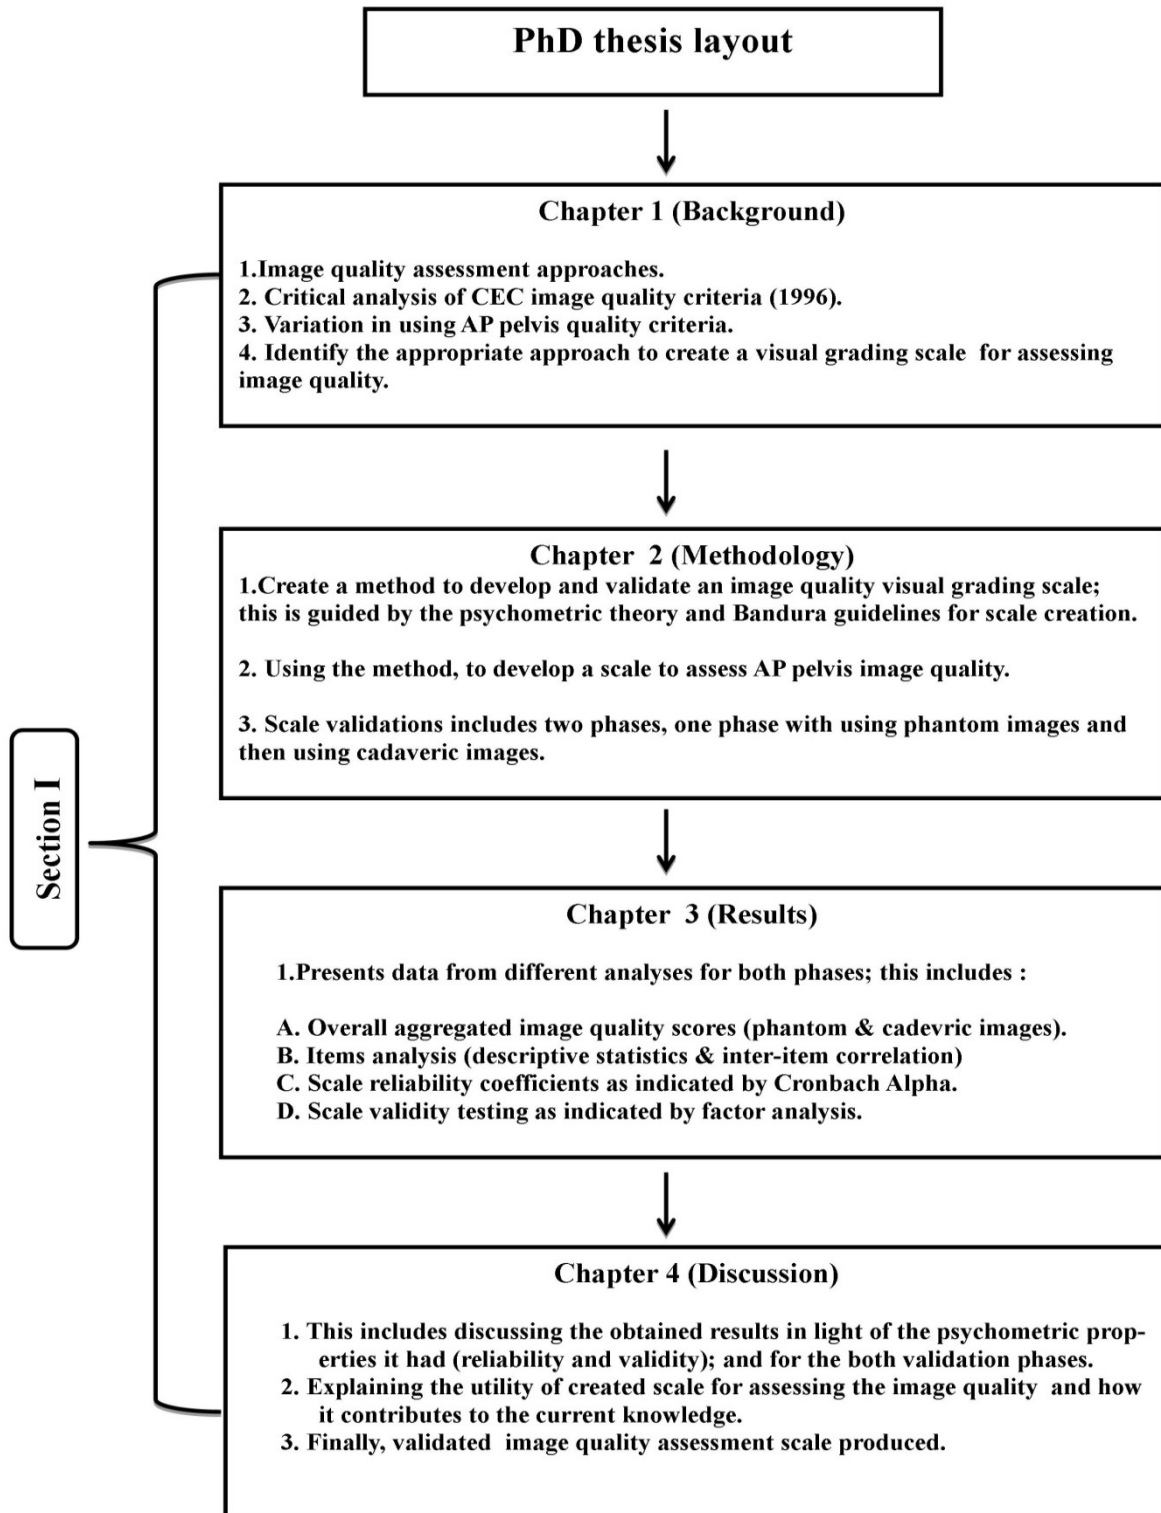 PhD thesis layout
Chapter 1 (Background)
1.Image quality assessment approaches.
2. Critical analysis of CEC image quality criteria (1996).
3. Variation in using AP pelvis quality criteria.
4. Identify the appropriate approach to create a visual grading scale for assessing
image quality.
Chapter 2 (Methodology)
1.Create a method to develop and validate an image quality visual grading scale;
this is guided by the psychometric theory and Bandura guidelines for scale creation.
2. Using the method, to develop a scale to assess AP pelvis image quality.
3. Scale validations includes two phases, one phase with using phantom images and
then using cadaveric images.
Section I
Chapter 3 (Results)
1.Presents data from different analyses for both phases; this includes :
A. Overall aggregated image quality scores (phantom & cadevric images).
B. Items analysis (descriptive statistics & inter-item correlation)
C. Scale reliability coefficients as indicated by Cronbach Alpha.
D. Scale validity testing as indicated by factor analysis.
Chapter 4 (Discussion)
1. This includes discussing the obtained results in light of the psychometric prop-
erties it had (reliability and validity); and for the both validation phases.
2. Explaining the utility of created scale for assessing the image quality and how
it contributes to the current knowledge.
3. Finally, validated image quality assessment scale produced.